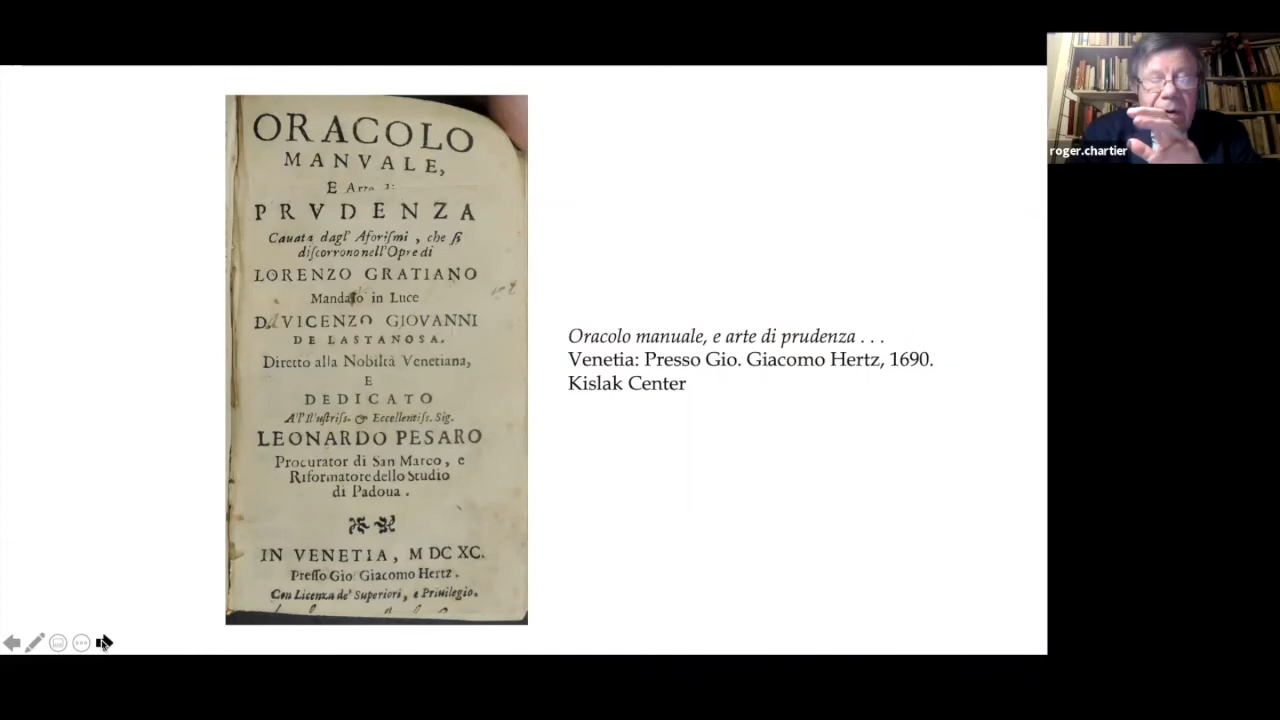 ORACOLO
MANVALE,
E Arte di
PRVDENZA
Cauata dagl' Aforiſmi, che ſi
diſcorrono nell'Opre di
LORENZO GRATIANO
Mandato in Luce
D. VICENZO GIOVANNI
DE LASTANOSA.
Diretto alla Nobiltà Venetiana,
E
DEDICATO
All'Illuſtriſſ. & Eccellentiſſ. Sig.
LEONARDO PESARO
Procurator di San Marco, e
Riformatore dello Studio
di Padoua.
IN VENETIA, M DC XC.
Preſſo Gio: Giacomo Hertz.
Con Licenza de' Superiori, e Priuilegio.
Oracolo manuale, e arte di prudenza . . .
Venetia: Presso Gio. Giacomo Hertz, 1690.
Kislak Center
roger.chartier